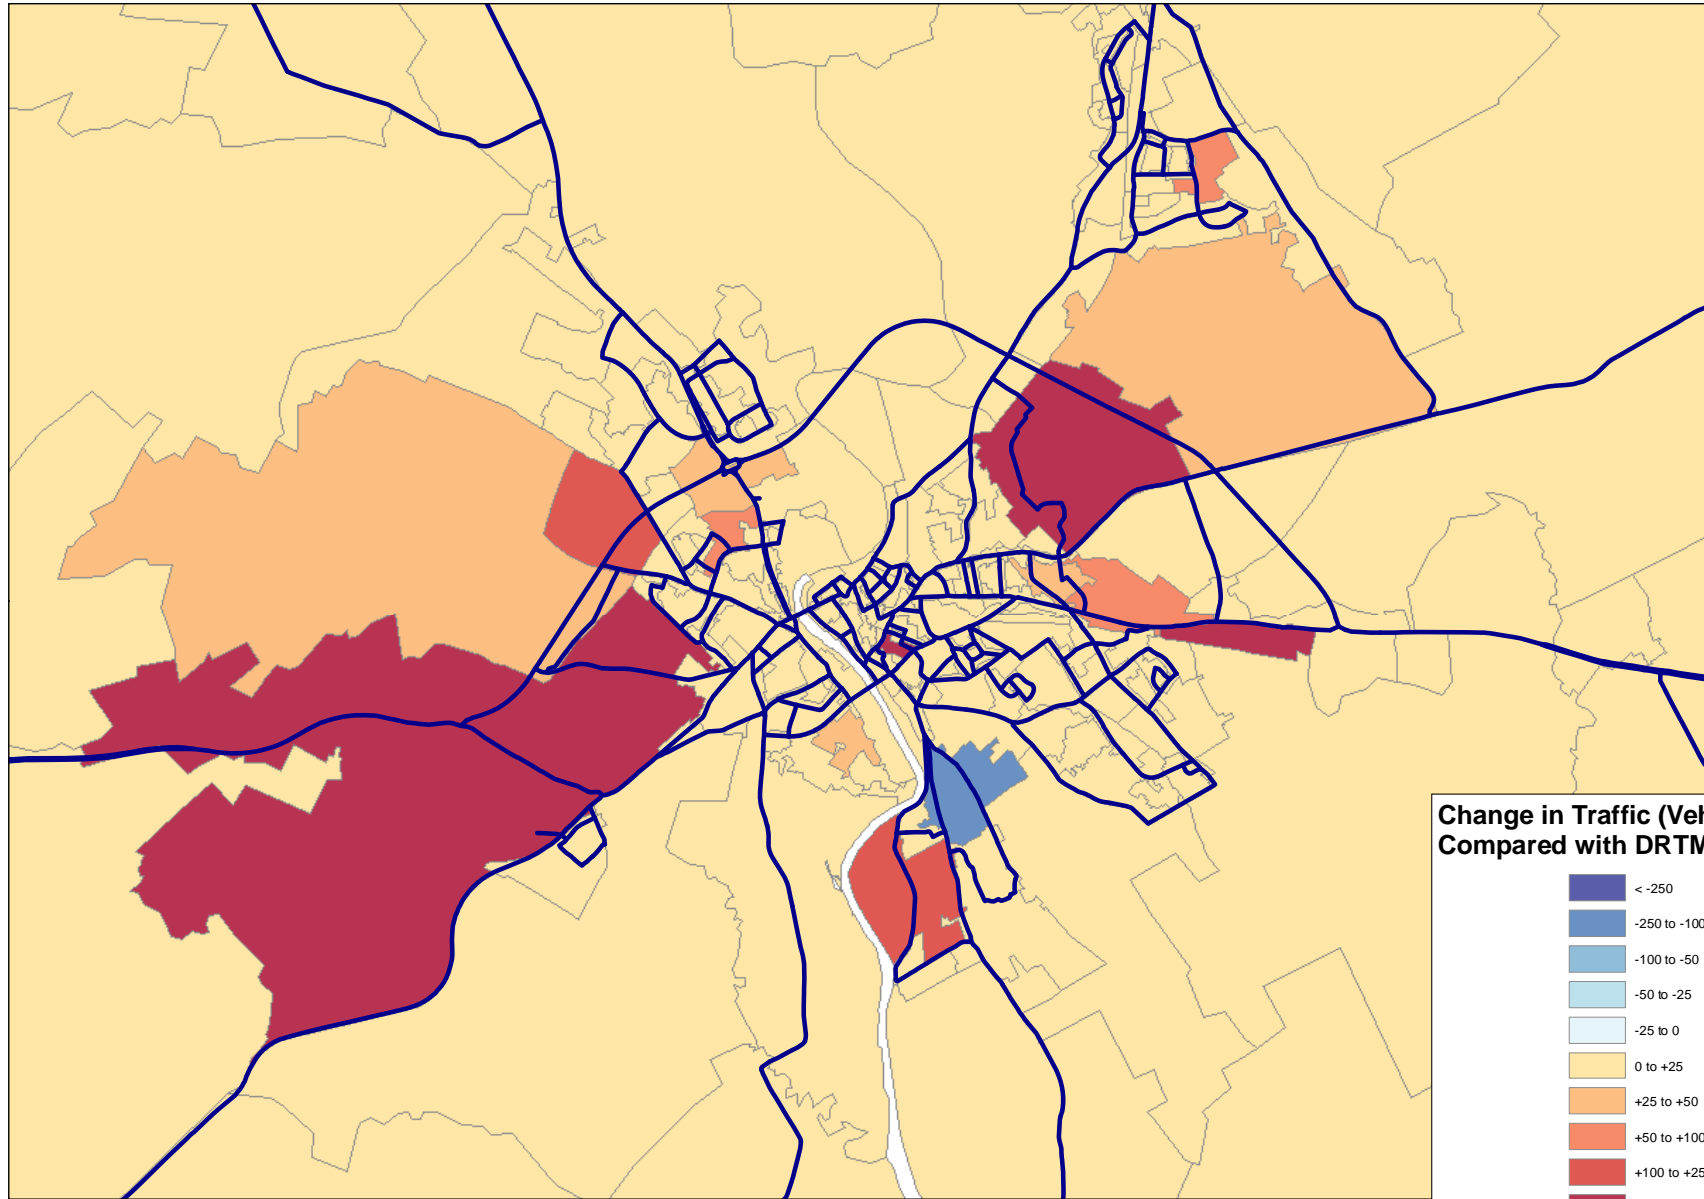 Change in Traffic (Veh
Compared with DRTM
< -250
-250 to -100
-100 to -50
-50 to -25
-25 to 0
0 to +25
+25 to +50
+50 to +100
+100 to +25